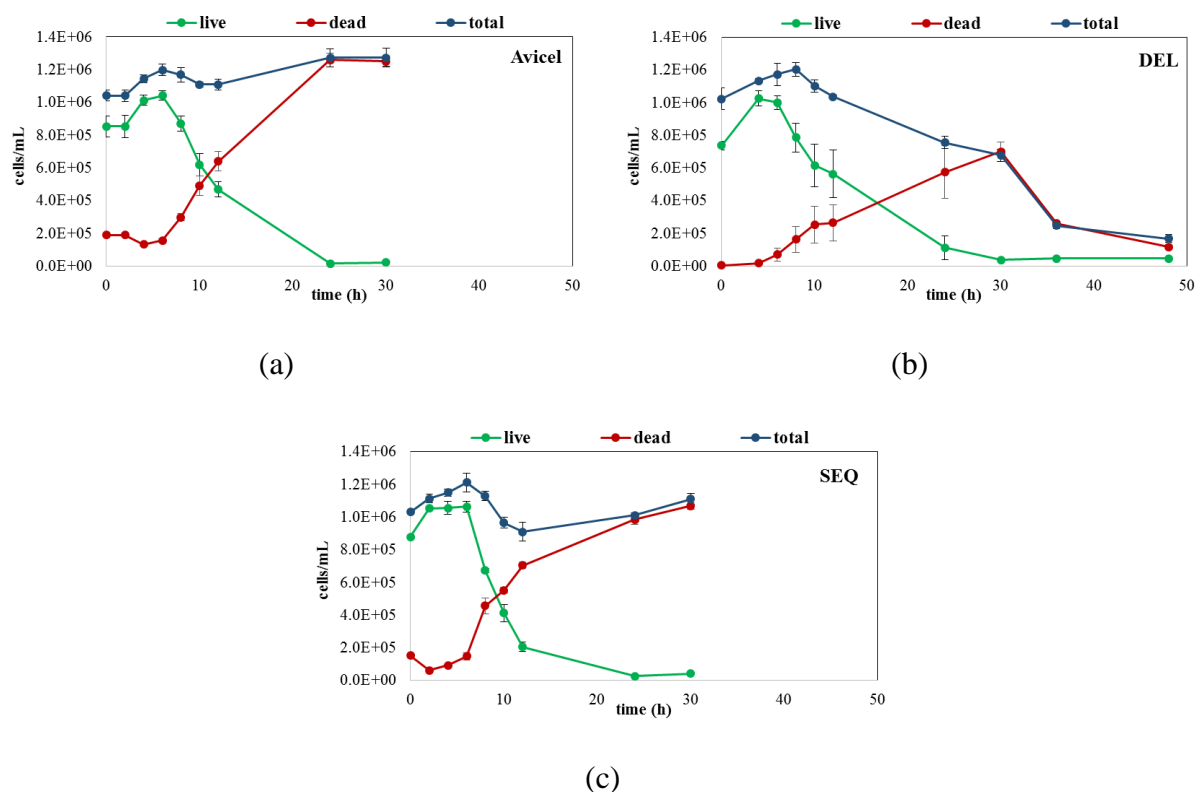 live dead total
Avicel
1.4E+06
1.2E+06
1.0E+06
8.0E+05
6.0E+05
4.0E+05
2.0E+05
0.0E+00
cells/mL
0 10 20 30 40 50
time (h)
(a)
live dead total
DEL
1.4E+06
1.2E+06
1.0E+06
8.0E+05
6.0E+05
4.0E+05
2.0E+05
0.0E+00
cells/mL
0 10 20 30 40 50
time (h)
(b)
live dead total
SEQ
1.4E+06
1.2E+06
1.0E+06
8.0E+05
6.0E+05
4.0E+05
2.0E+05
0.0E+00
cells/mL
0 10 20 30 40 50
time (h)
(c)